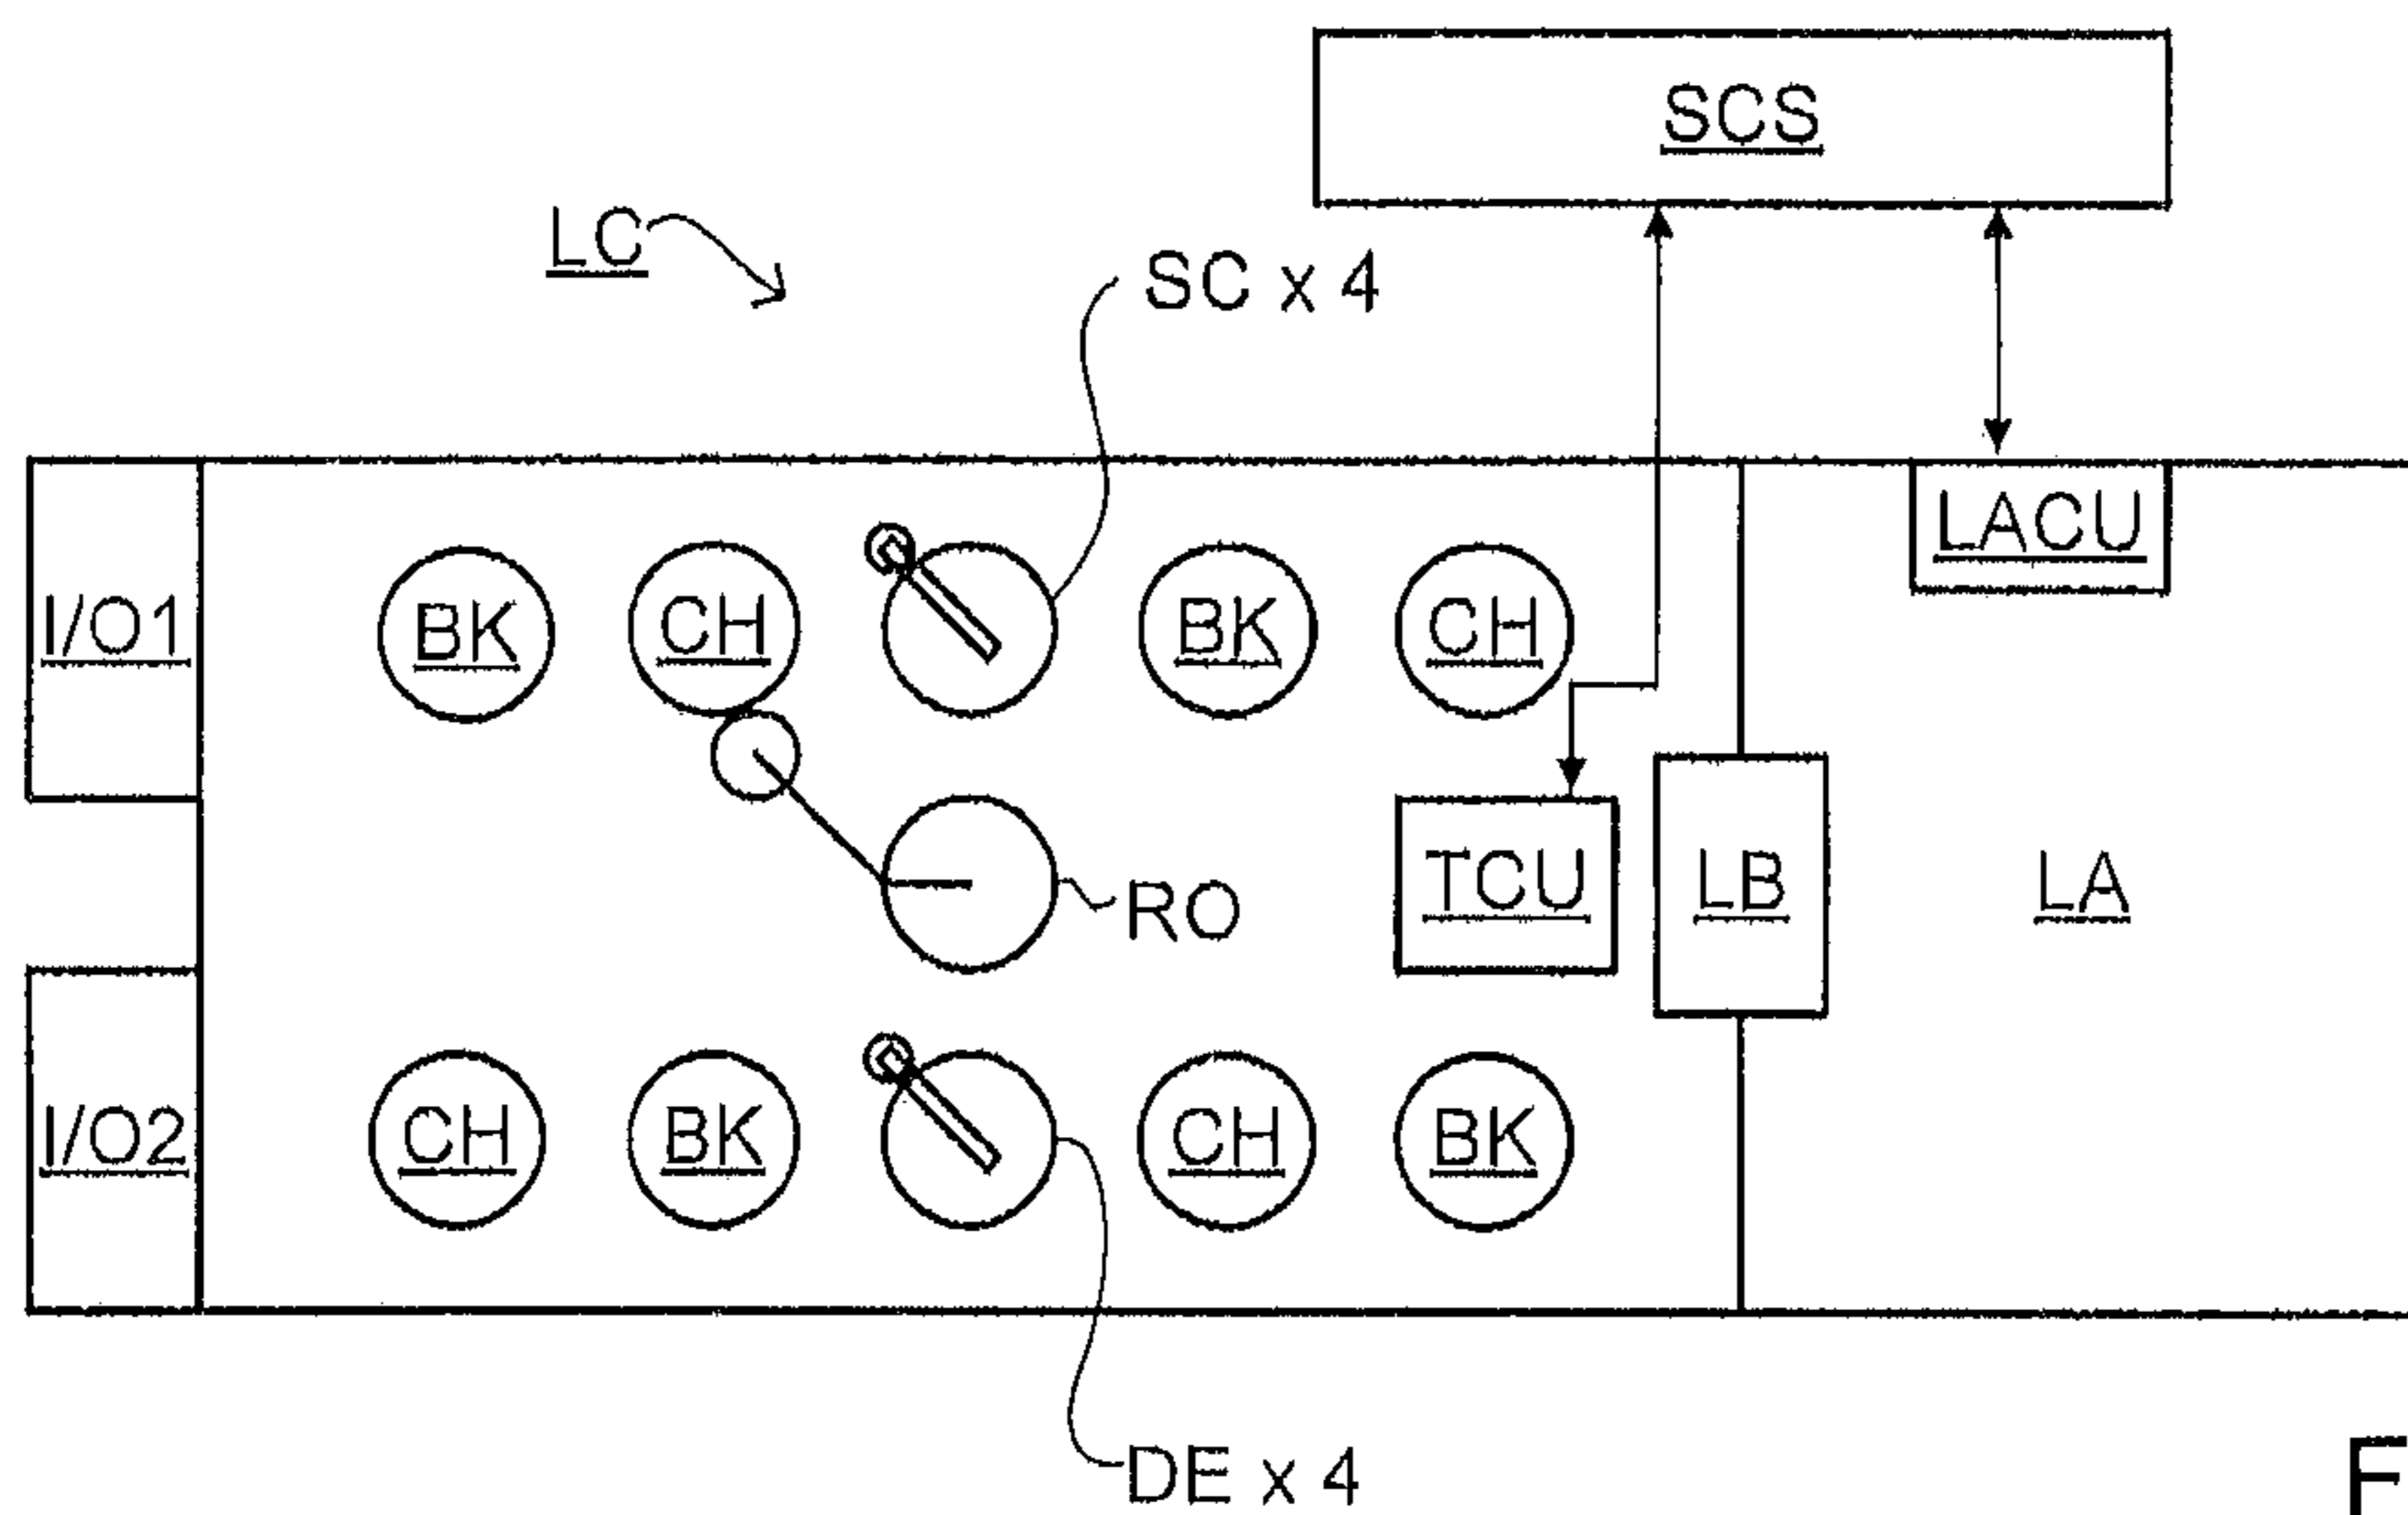 SCS
LC
SC x 4
LACU
I/O1
BK
CH
BK
CH
RO
TCU
LB
LA
I/O2
CH
BK
CH
BK
DE x 4
F